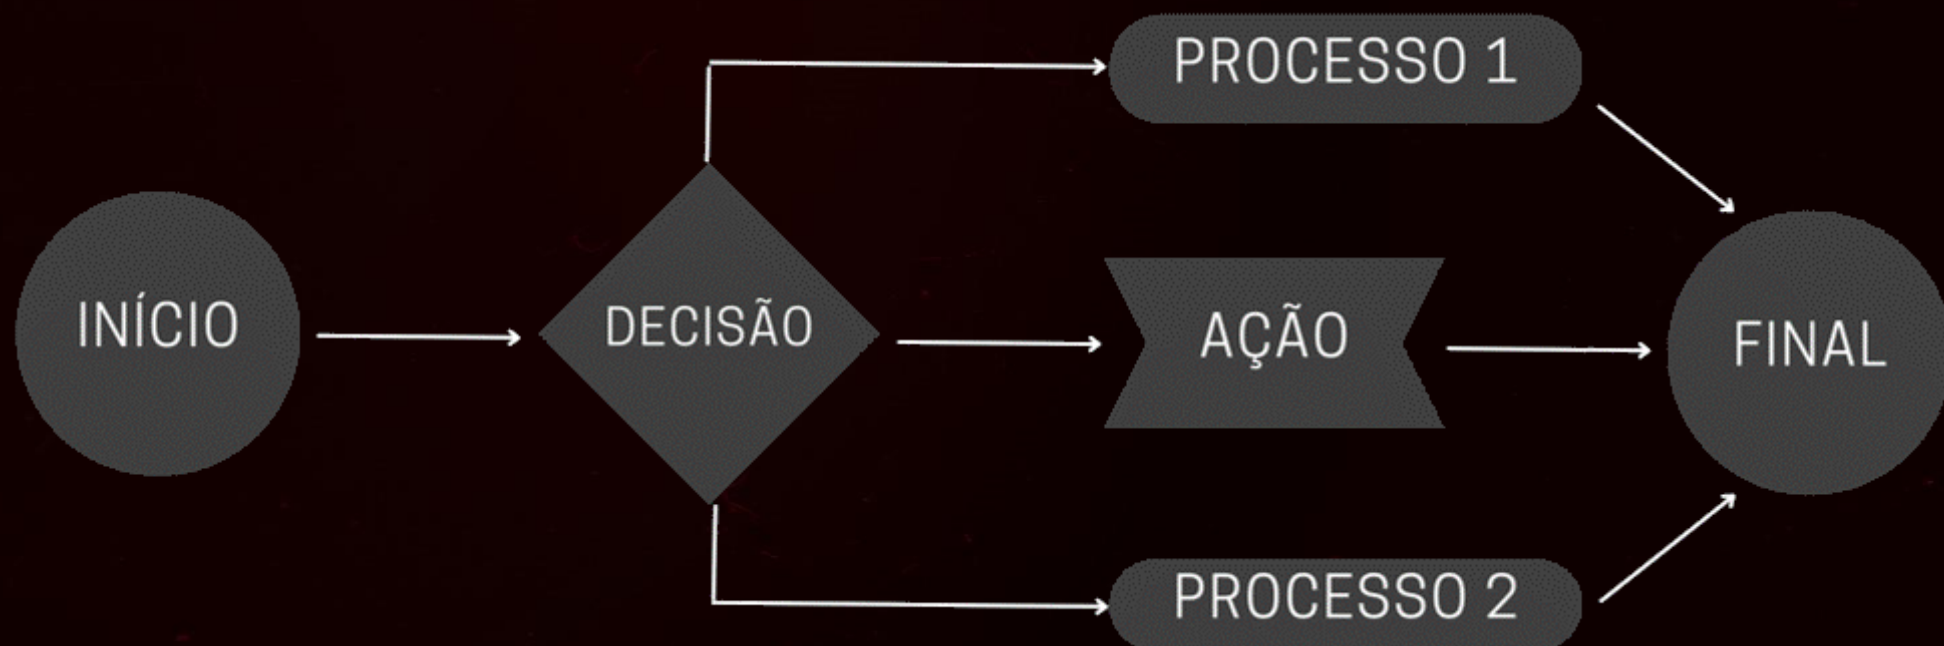 INÍCIO
DECISÃO
PROCESSO 1
AÇÃO
PROCESSO 2
FINAL